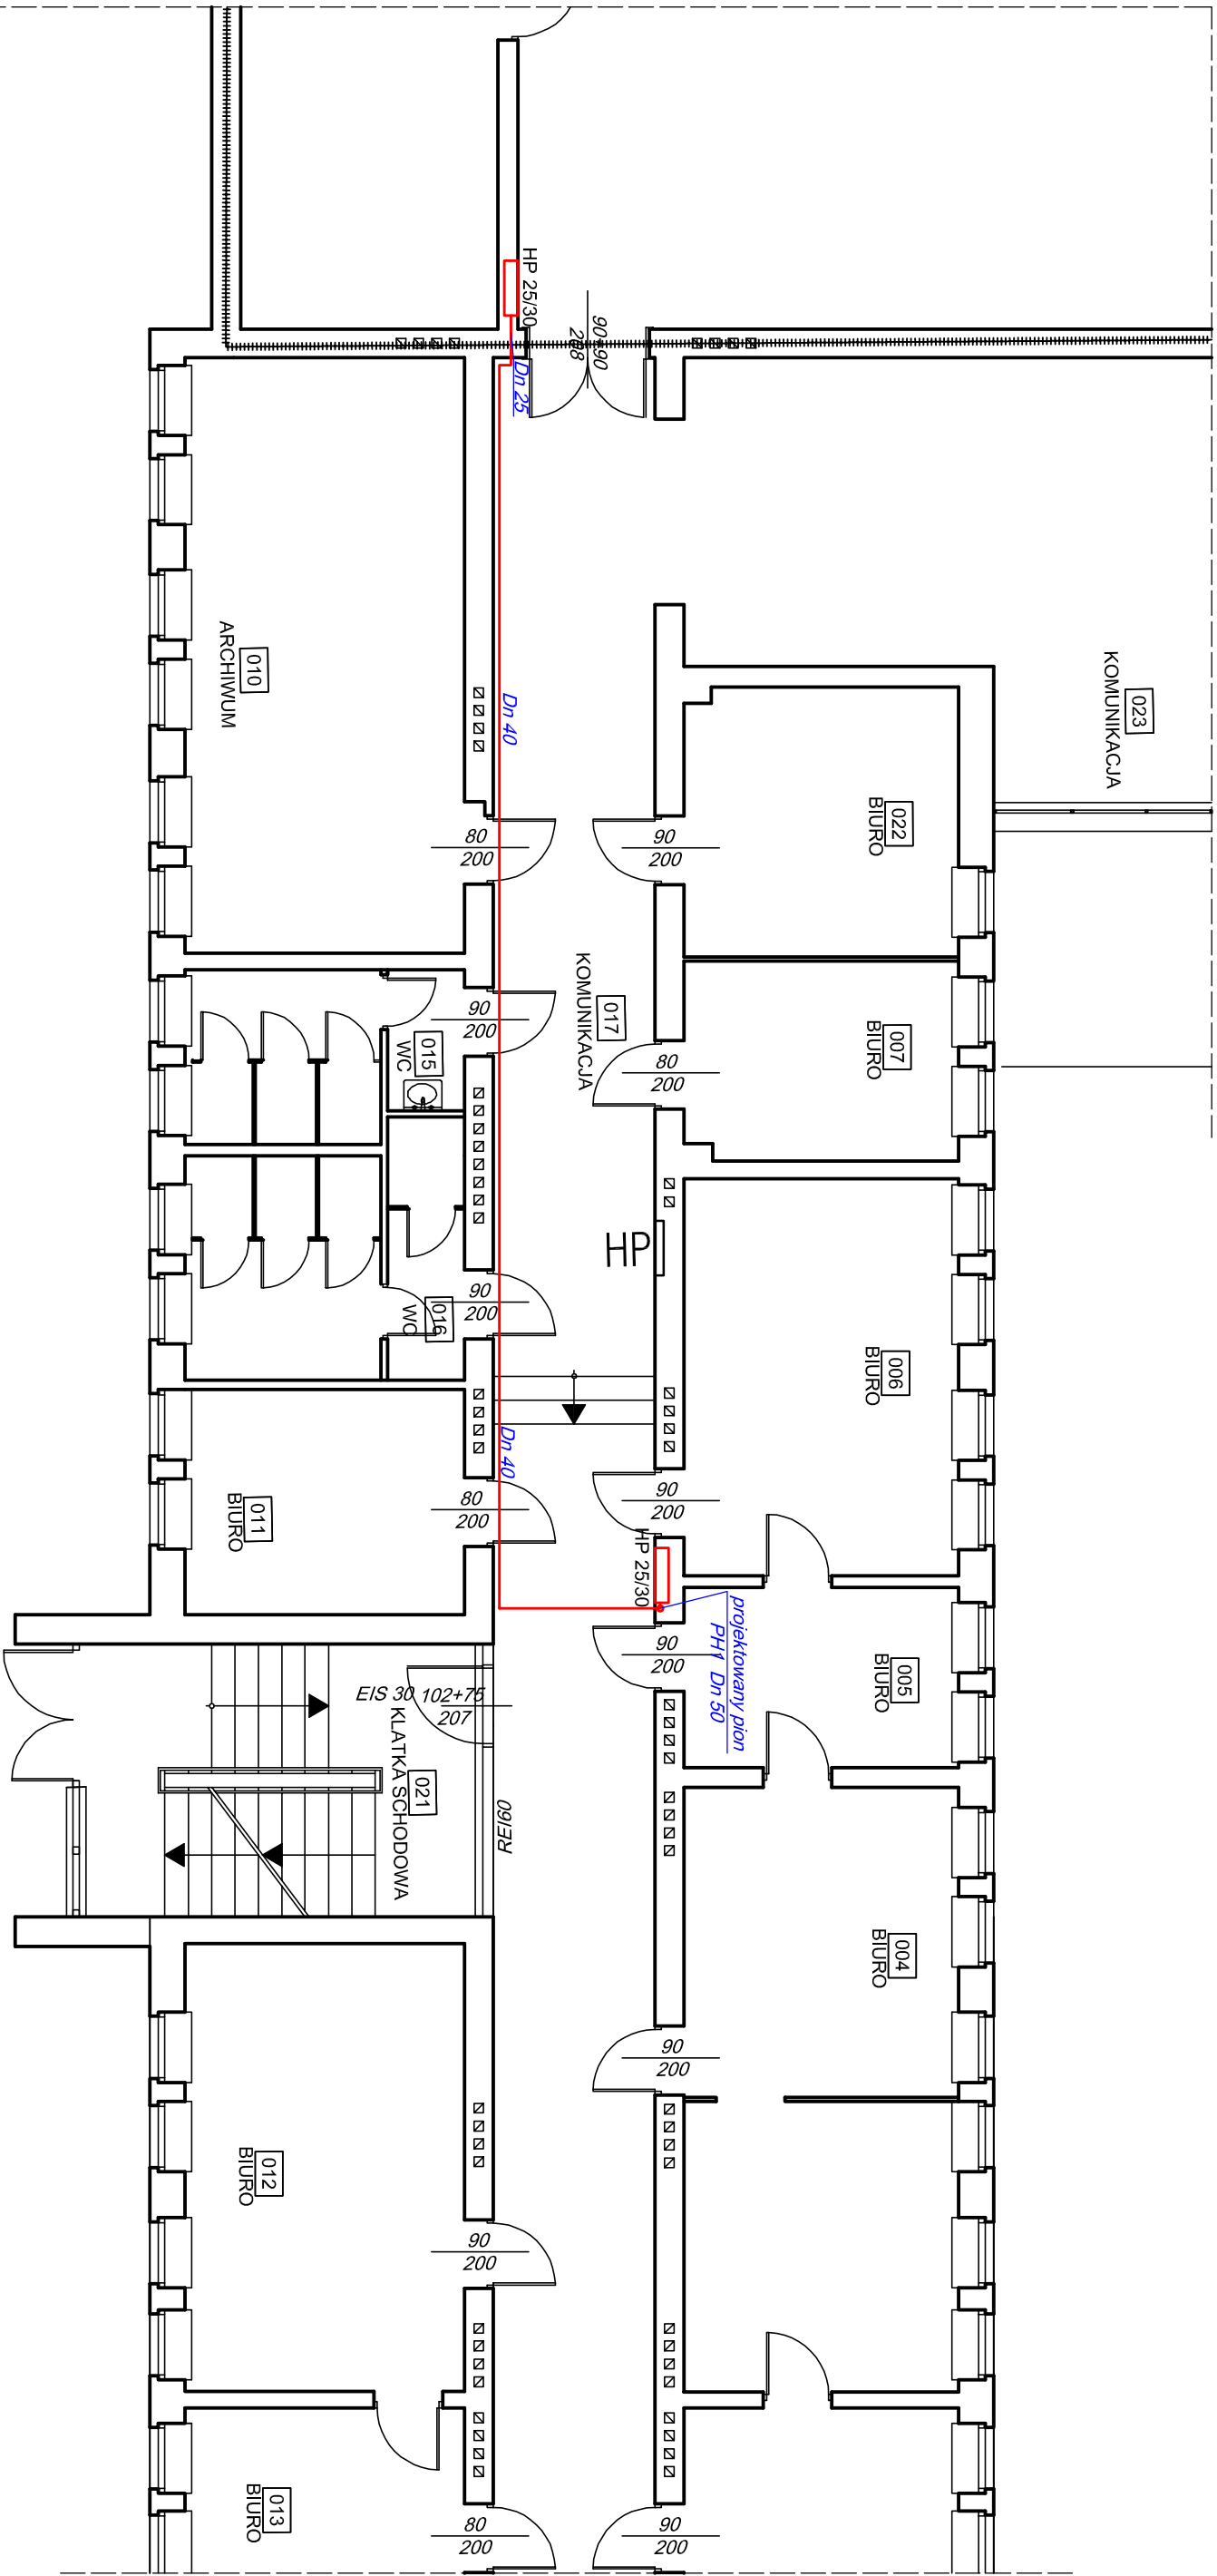 HP 25/30
90+90
208
Dn 25
023
KOMUNIKACJA
010
ARCHIWUM
Dn 40
022
BIURO
80
200
90
200
017
KOMUNIKACJA
007
BIURO
90
200
015
WC
80
200
HP
90
200
016
WC
006
BIURO
Dn 40
011
BIURO
80
200
90
200
HP 25/30
projektowany pion
PH1 Dn 50
90
200
005
BIURO
EIS 30
102+75
207
021
KLATKA SCHODOWA
REI60
004
BIURO
90
200
012
BIURO
90
200
013
BIURO
80
200
90
200